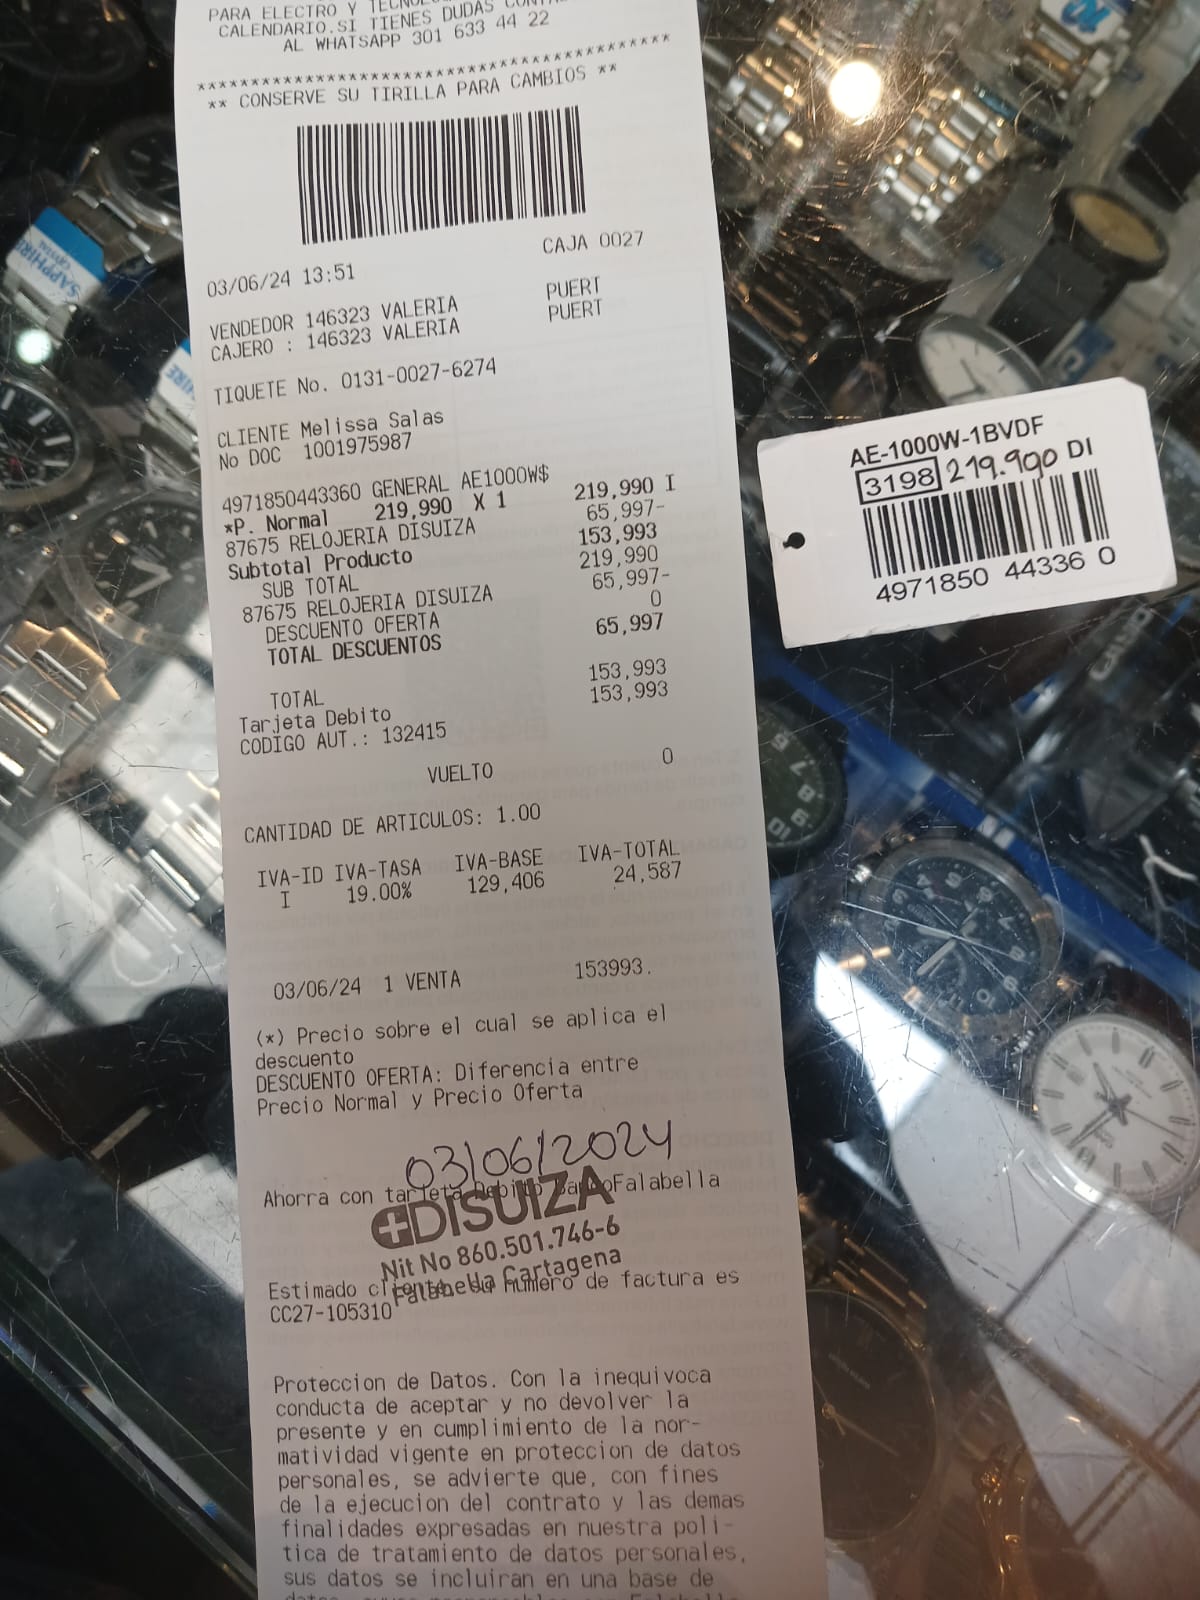 PARA ELECTRO Y
CALENDARIO.SI TIENES DUDAS
AL WHATSAPP 301 633 44 22
****************************************
** CONSERVE SU TIRILLA PARA CAMBIOS **
CAJA 0027
03/06/24 13:51
VENDEDOR 146323 VALERIA PUERT
CAJERO : 146323 VALERIA PUERT
TIQUETE No. 0131-0027-6274
CLIENTE Melissa Salas
No DOC 1001975987
4971850443360 GENERAL AE1000W$
*P. Normal 219,990 X 1 219,990 I
87675 RELOJERIA DISUIZA 65,997-
Subtotal Producto 153,993
SUB TOTAL 219,990
87675 RELOJERIA DISUIZA 65,997-
DESCUENTO OFERTA 0
TOTAL DESCUENTOS 65,997
TOTAL 153,993
Tarjeta Debito 153,993
CODIGO AUT.: 132415
VUELTO 0
CANTIDAD DE ARTICULOS: 1.00
IVA-ID IVA-TASA IVA-BASE IVA-TOTAL
I 19.00% 129,406 24,587
03/06/24 1 VENTA 153993.
(*) Precio sobre el cual se aplica el
descuento
DESCUENTO OFERTA: Diferencia entre
Precio Normal y Precio Oferta
03/06/2024
Ahorra con tarjeta Debito BancoFalabella
DISUIZA
Nit No 860.501.746-6
Falabella Cartagena
Estimado cliente, su numero de factura es
CC27-105310
Proteccion de Datos. Con la inequivoca
conducta de aceptar y no devolver la
presente y en cumplimiento de la nor-
matividad vigente en proteccion de datos
personales, se advierte que, con fines
de la ejecucion del contrato y las demas
finalidades expresadas en nuestra poli-
tica de tratamiento de datos personales,
sus datos se incluiran en una base de
AE-1000W-1BVDF
3198 219.990 DI
4971850 44336 0
SAPPHIRE
CRYSTAL